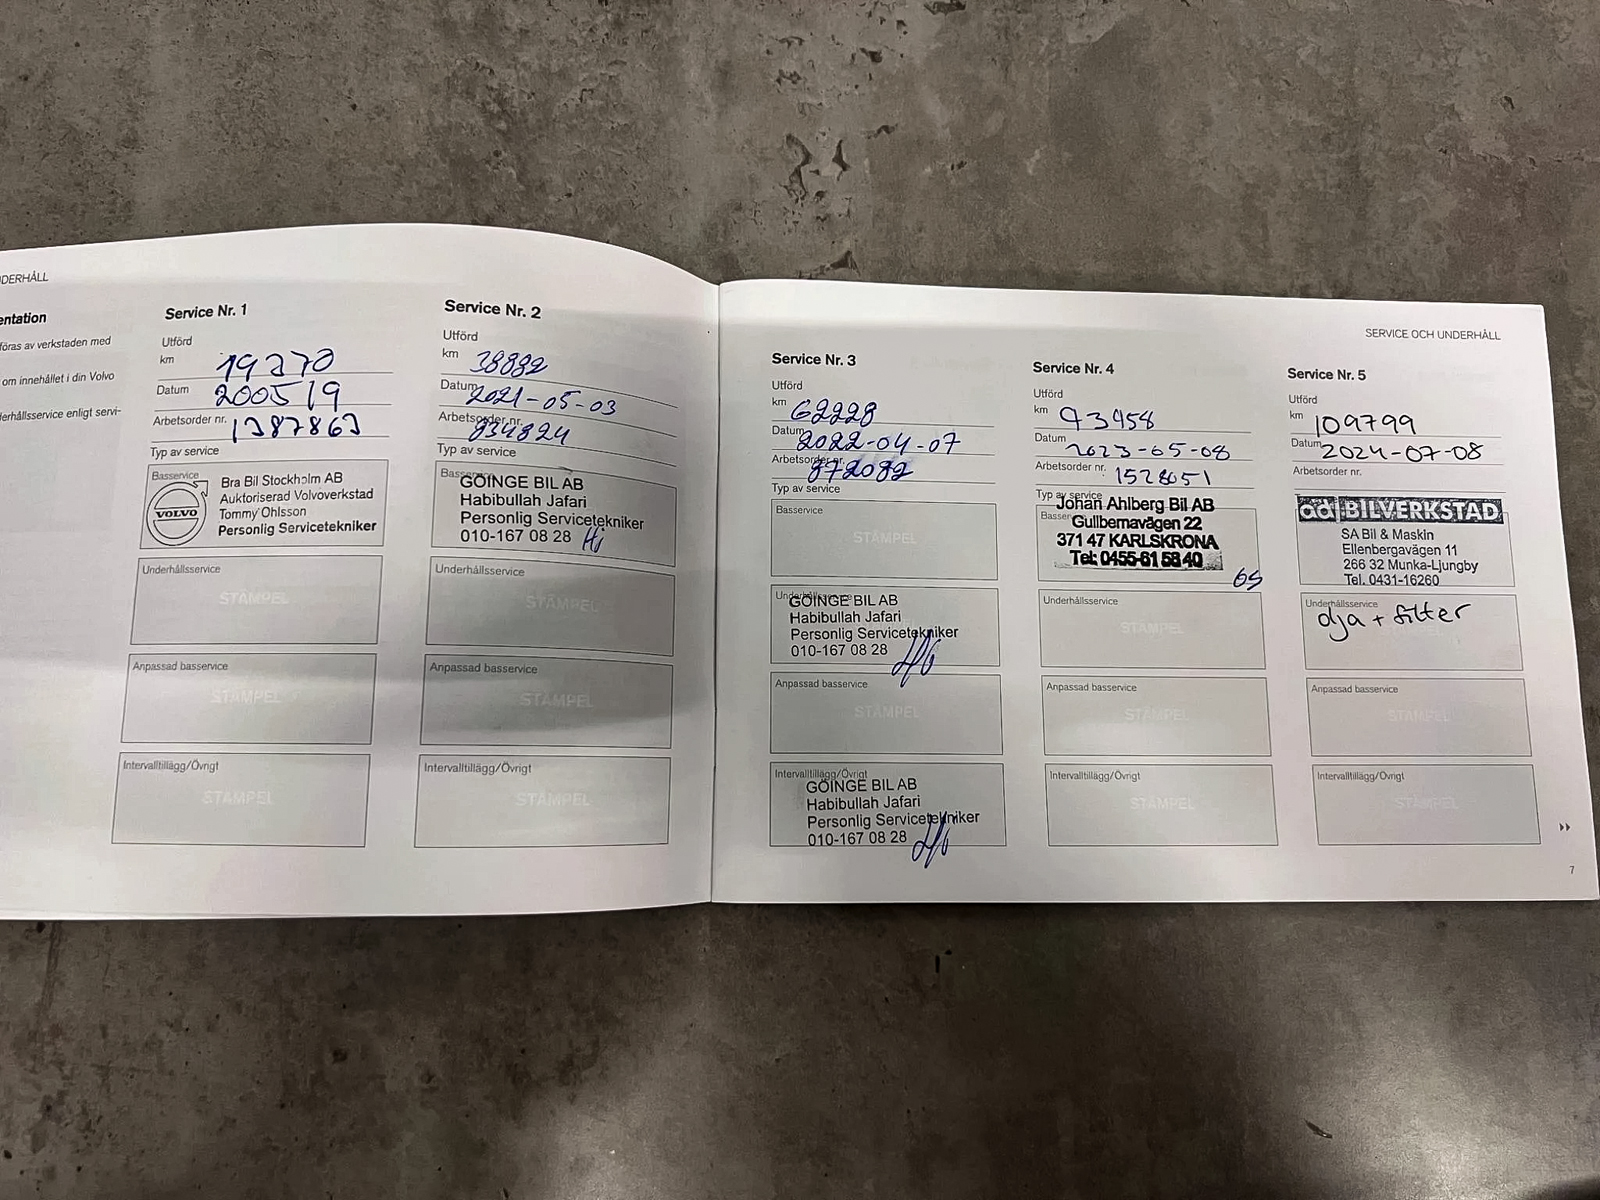 NDERHÅLL
entation
föras av verkstaden med
om innehållet i din Volvo
derhållsservice enligt servi-
Service Nr. 1
Utförd
km 19270
Datum 200519
Arbetsorder nr. 1387863
Typ av service
Basservice
VOLVO
Bra Bil Stockholm AB
Auktoriserad Volvoverkstad
Tommy Ohlsson
Personlig Servicetekniker
Underhållsservice
STÄMPEL
Anpassad basservice
STÄMPEL
Intervalltillägg/Övrigt
STÄMPEL
Service Nr. 2
Utförd
km 38882
Datum 2021-05-03
Arbetsorder nr. 834824
Typ av service
Basservice
GÖINGE BIL AB
Habibullah Jafari
Personlig Servicetekniker
010-167 08 28 Hj
Underhållsservice
STÄMPEL
Anpassad basservice
STÄMPEL
Intervalltillägg/Övrigt
STÄMPEL
SERVICE OCH UNDERHÅLL
Service Nr. 3
Utförd
km 62228
Datum 2022-04-07
Arbetsorder nr. 872082
Typ av service
Basservice
STÄMPEL
Underhållsservice
GÖINGE BIL AB
Habibullah Jafari
Personlig Servicetekniker
010-167 08 28
Anpassad basservice
STÄMPEL
Intervalltillägg/Övrigt
GÖINGE BIL AB
Habibullah Jafari
Personlig Servicetekniker
010-167 08 28
Service Nr. 4
Utförd
km 93958
Datum 2023-05-08
Arbetsorder nr. 1528051
Typ av service
Basservice
Johan Ahlberg Bil AB
Gullbernavägen 22
371 47 KARLSKRONA
Tel: 0455-61 58 40
Underhållsservice
STÄMPEL
Anpassad basservice
STÄMPEL
Intervalltillägg/Övrigt
STÄMPEL
Service Nr. 5
Utförd
km 109799
Datum 2024-07-08
Arbetsorder nr.
ad BILVERKSTAD
SA Bil & Maskin
Ellenbergavägen 11
266 32 Munka-Ljungby
Tel. 0431-16260
Underhållsservice
olja + filter
Anpassad basservice
STÄMPEL
Intervalltillägg/Övrigt
STÄMPEL
7